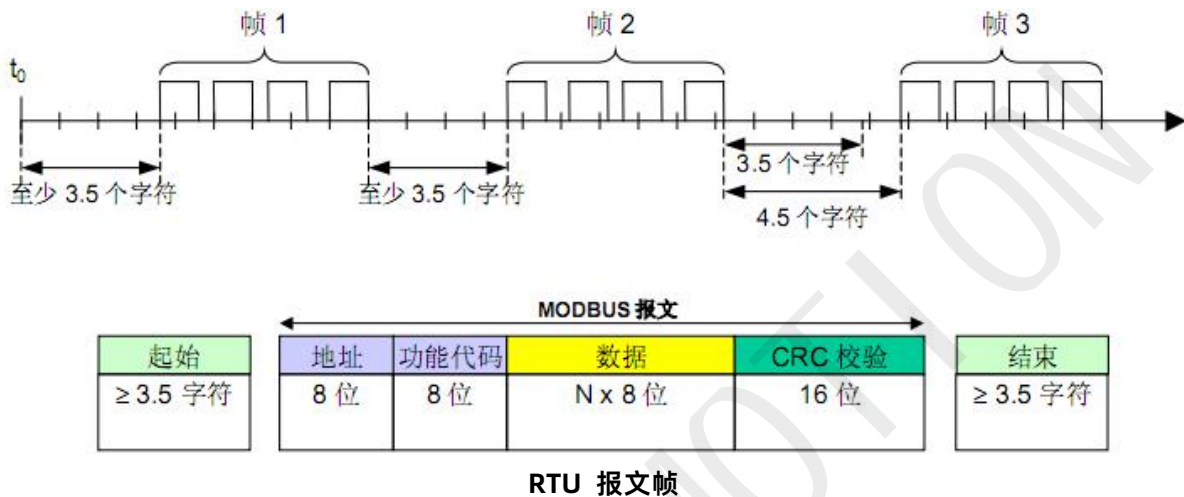 帧 1 帧 2 帧 3
t0
至少 3.5 个字符 至少 3.5 个字符 3.5 个字符
4.5 个字符
MODBUS 报文
起始 地址 功能代码 数据 CRC 校验 结束
≥ 3.5 字符 8 位 8 位 N x 8 位 16 位 ≥ 3.5 字符
RTU 报文帧